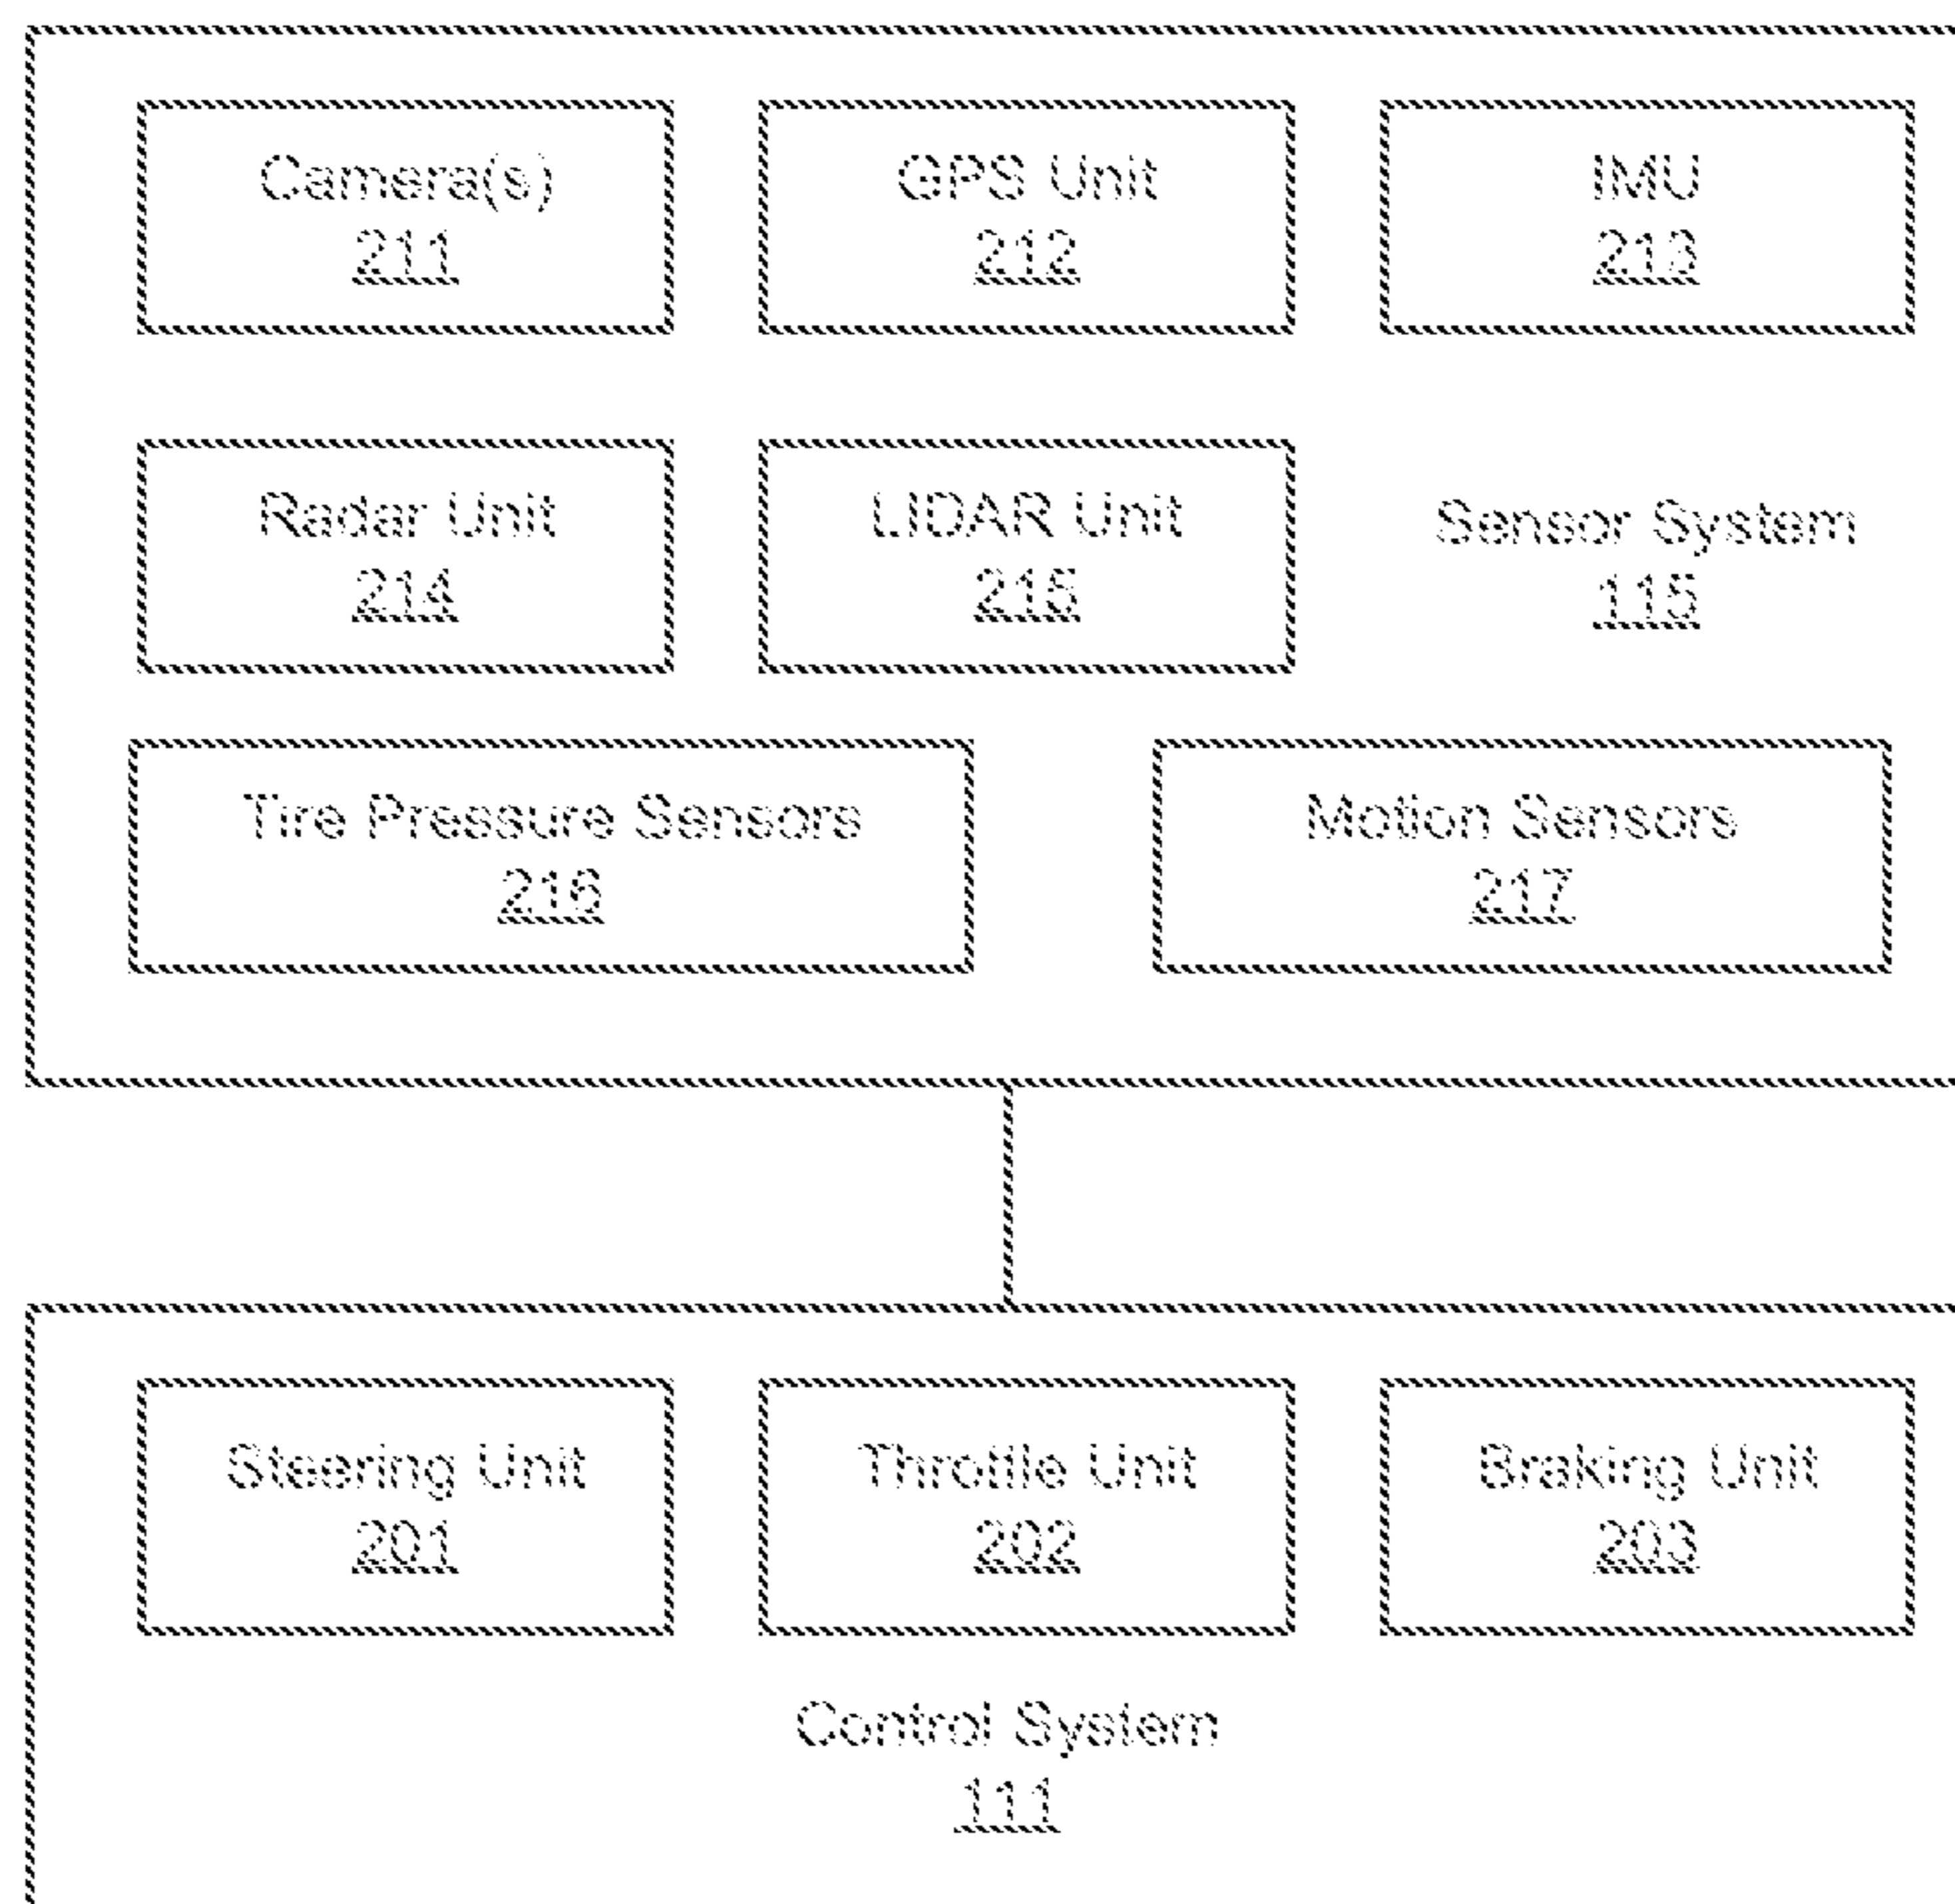 Camera(s)
211
GPS Unit
212
IMU
213
Radar Unit
214
LIDAR Unit
215
Sensor System
115
Tire Pressure Sensors
216
Motion Sensors
217
Steering Unit
201
Throttle Unit
202
Braking Unit
203
Control System
111